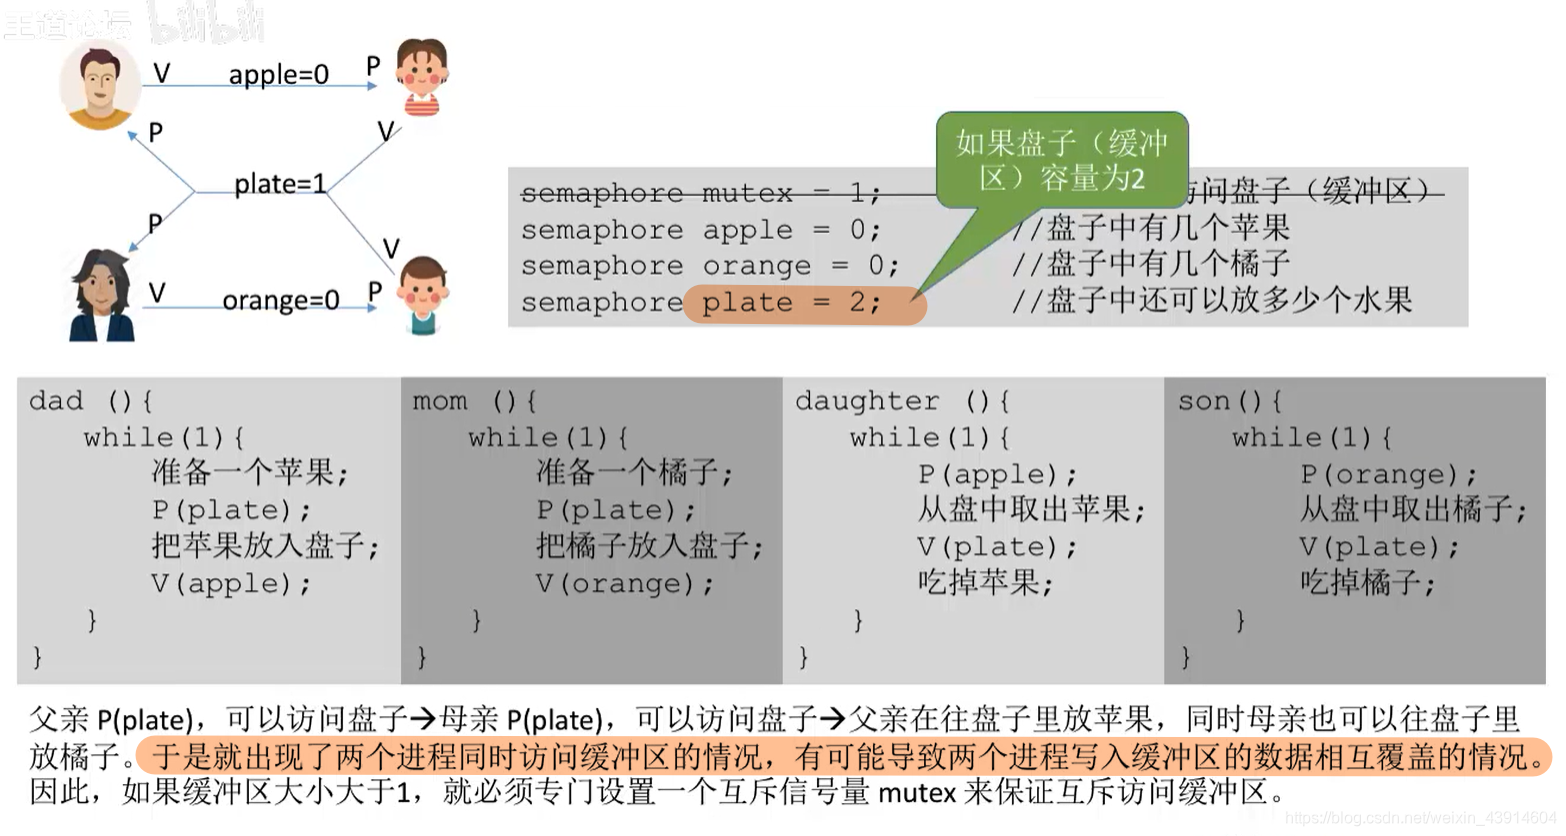 王道论坛 bilibili
V apple=0 P
P V
plate=1
P V
V orange=0 P
如果盘子（缓冲
区）容量为2
semaphore mutex = 1; 访问盘子（缓冲区）
semaphore apple = 0; //盘子中有几个苹果
semaphore orange = 0; //盘子中有几个橘子
semaphore plate = 2; //盘子中还可以放多少个水果
dad (){
while(1){
准备一个苹果;
P(plate);
把苹果放入盘子;
V(apple);
}
}
mom (){
while(1){
准备一个橘子;
P(plate);
把橘子放入盘子;
V(orange);
}
}
daughter (){
while(1){
P(apple);
从盘中取出苹果;
V(plate);
吃掉苹果;
}
}
son(){
while(1){
P(orange);
从盘中取出橘子;
V(plate);
吃掉橘子;
}
}
父亲 P(plate)，可以访问盘子→母亲 P(plate)，可以访问盘子→父亲在往盘子里放苹果，同时母亲也可以往盘子里
放橘子。于是就出现了两个进程同时访问缓冲区的情况，有可能导致两个进程写入缓冲区的数据相互覆盖的情况。
因此，如果缓冲区大小大于1，就必须专门设置一个互斥信号量 mutex 来保证互斥访问缓冲区。
https://blog.csdn.net/weixin_43914604